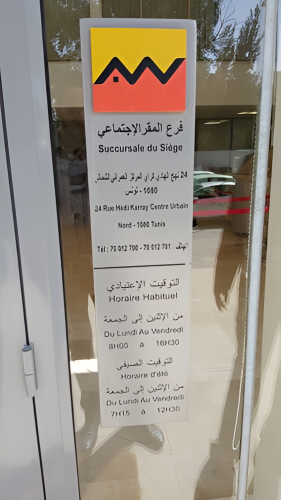 فرع المقر الإجتماعي
Succursale du Siège
24 نهج الهادي كراي المركز العمراني الشمالي
1080 - تونس
24 Rue Hédi Karray Centre Urbain
Nord - 1080 Tunis
الهاتف : 70 012 701 - 70 012 700 : Tél
التوقيت الإعتيادي
Horaire Habituel
من الإثنين إلى الجمعة
Du Lundi Au Vendredi
8H00 à 16H30
التوقيت الصيفي
Horaire d'été
من الإثنين إلى الجمعة
Du Lundi Au Vendredi
7H15 à 12H30